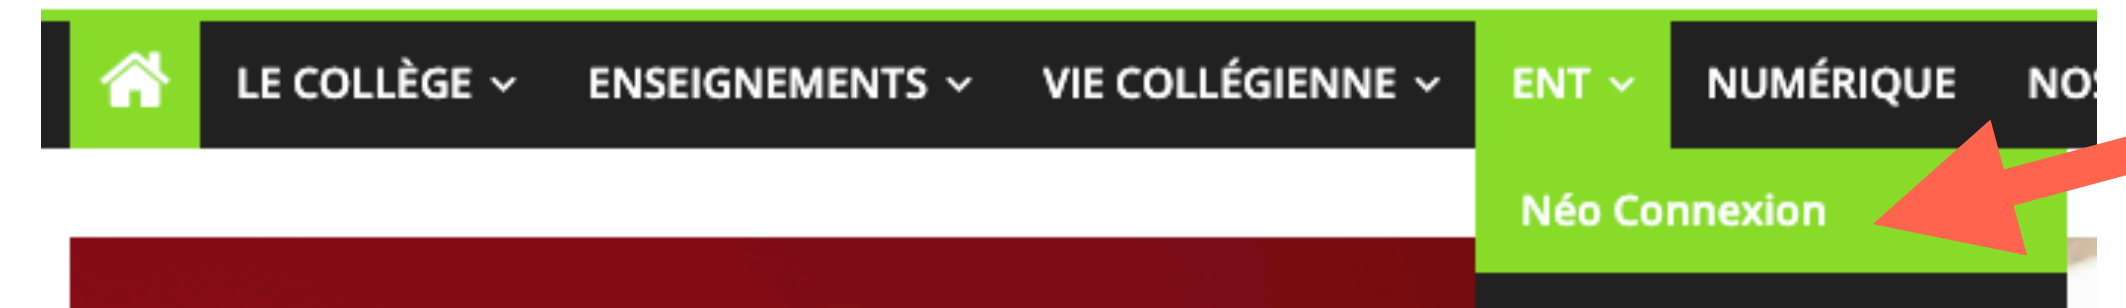 LE COLLÈGE ENSEIGNEMENTS VIE COLLÉGIENNE ENT NUMÉRIQUE
Néo Connexion